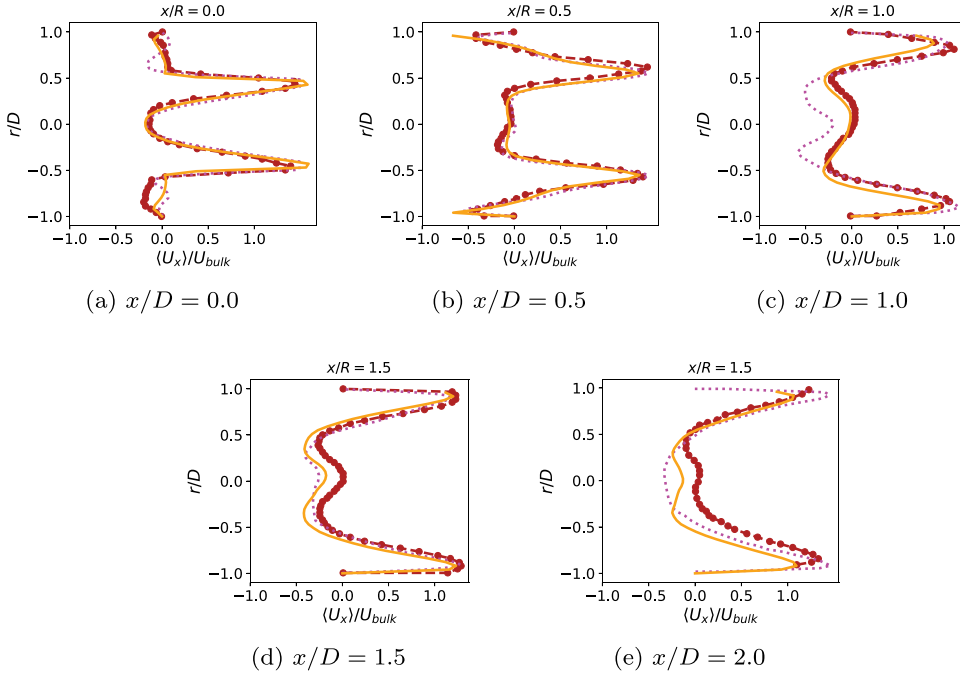 x/R = 0.0
r/D
1.0
0.5
0.0
−0.5
−1.0
−1.0 −0.5 0.0 0.5 1.0
⟨U_x⟩/U_bulk
(a) x/D = 0.0
x/R = 0.5
r/D
1.0
0.5
0.0
−0.5
−1.0
−1.0 −0.5 0.0 0.5 1.0
⟨U_x⟩/U_bulk
(b) x/D = 0.5
x/R = 1.0
r/D
1.0
0.5
0.0
−0.5
−1.0
−1.0 −0.5 0.0 0.5 1.0
⟨U_x⟩/U_bulk
(c) x/D = 1.0
x/R = 1.5
r/D
1.0
0.5
0.0
−0.5
−1.0
−1.0 −0.5 0.0 0.5 1.0
⟨U_x⟩/U_bulk
(d) x/D = 1.5
x/R = 1.5
r/D
1.0
0.5
0.0
−0.5
−1.0
−1.0 −0.5 0.0 0.5 1.0
⟨U_x⟩/U_bulk
(e) x/D = 2.0